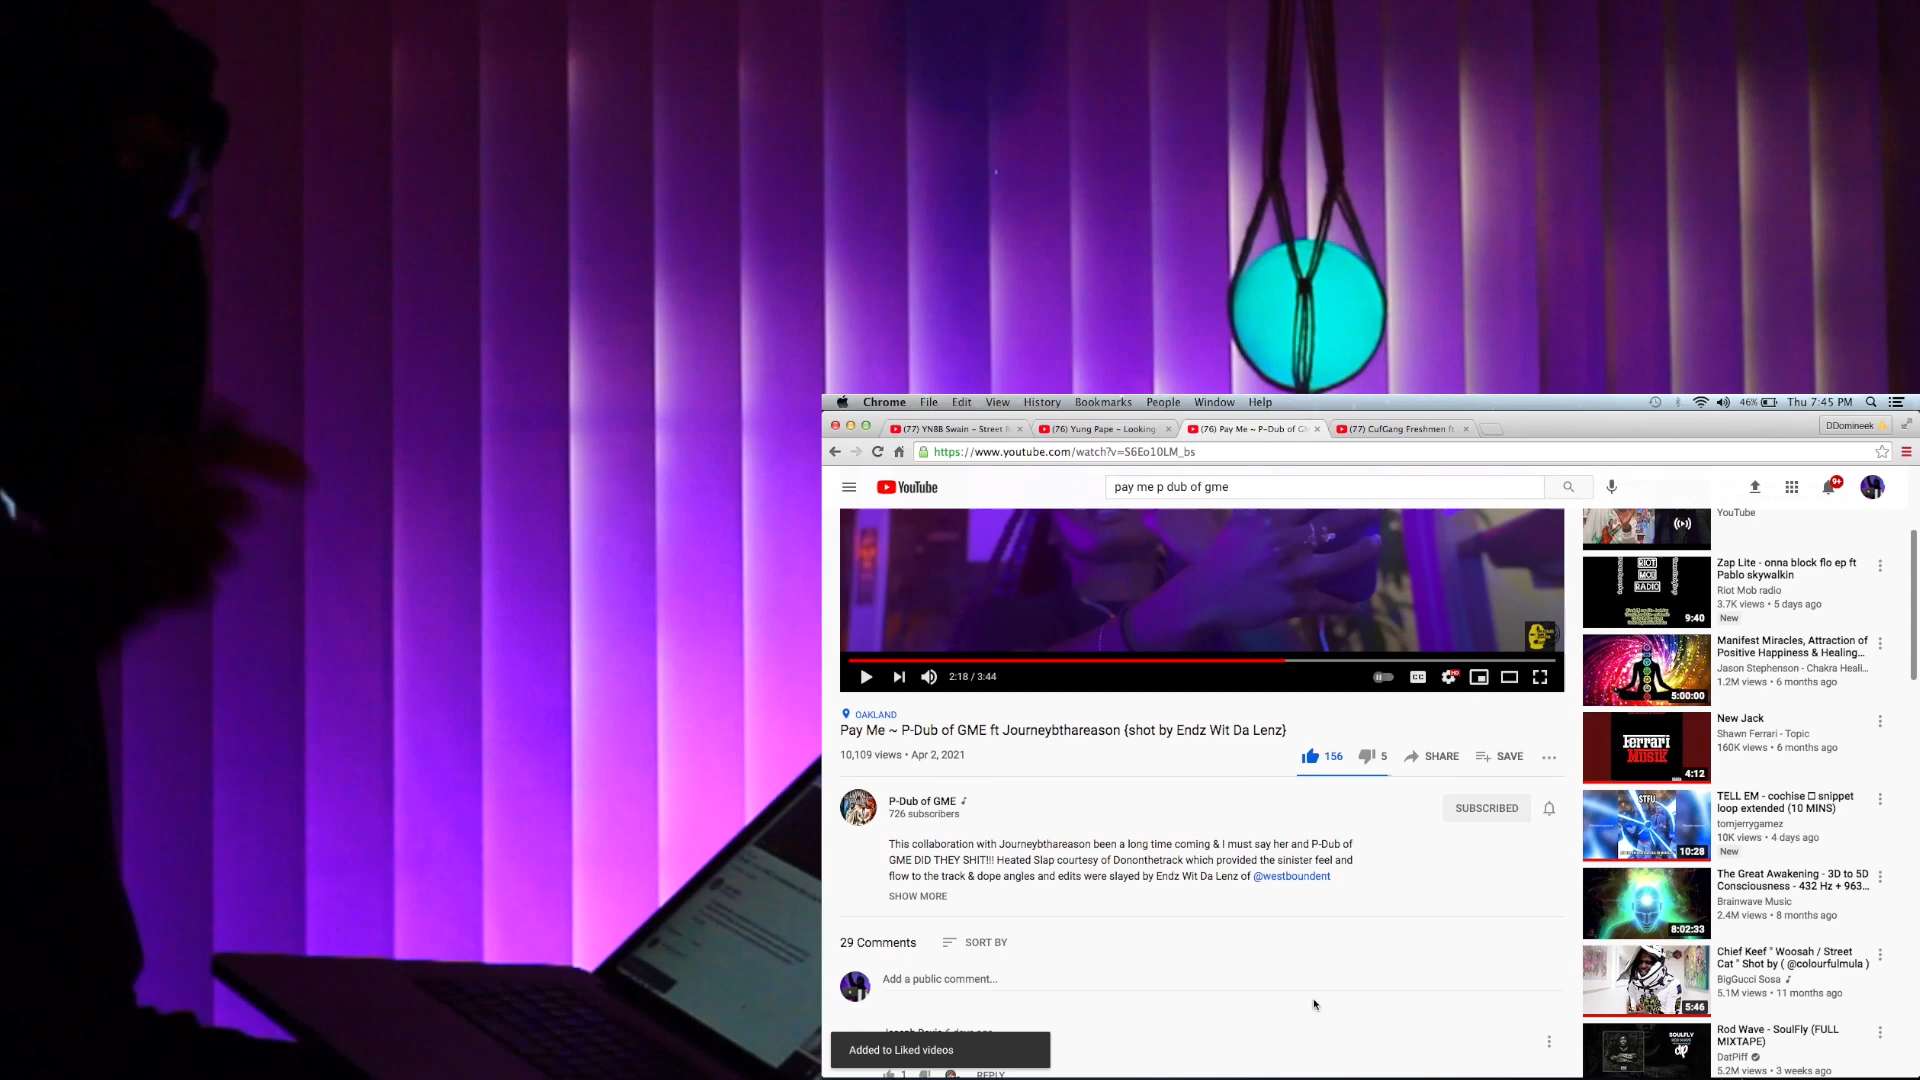 Chrome File Edit View History Bookmarks People Window Help 46% Thu 7:45 PM
(77) YNBB Swain - Street (76) Yung Pape - Looking (76) Pay Me ~ P-Dub of (77) CufGang Freshmen ft DDomineek
https://www.youtube.com/watch?v=S6Eo10LM_bs
YouTube pay me p dub of gme 9+
2:18 / 3:44 CC HD
OAKLAND
Pay Me ~ P-Dub of GME ft Journeybthareason {shot by Endz Wit Da Lenz}
10,109 views • Apr 2, 2021
156 5 SHARE SAVE
P-Dub of GME
726 subscribers
SUBSCRIBED
This collaboration with Journeybthareason been a long time coming & I must say her and P-Dub of
GME DID THEY SHIT!!! Heated Slap courtesy of Dononthetrack which provided the sinister feel and
flow to the track & dope angles and edits were slayed by Endz Wit Da Lenz of @westboundent
SHOW MORE
29 Comments SORT BY
Add a public comment...
Added to Liked videos
1 REPLY
YouTube
RIOT
MOB
RADIO
9:40
Zap Lite - onna block flo ep ft
Pablo skywalkin
Riot Mob radio
3.7K views • 5 days ago
New
5:00:00
Manifest Miracles, Attraction of
Positive Happiness & Healing...
Jason Stephenson - Chakra Heali...
1.2M views • 6 months ago
Ferrari
MUSIK
4:12
New Jack
Shawn Ferrari - Topic
160K views • 6 months ago
STFU
10:28
TELL EM - cochise □ snippet
loop extended (10 MINS)
tomjerrygamez
10K views • 4 days ago
New
8:02:33
The Great Awakening - 3D to 5D
Consciousness - 432 Hz + 963...
Brainwave Music
2.4M views • 8 months ago
5:46
Chief Keef " Woosah / Street
Cat " Shot by ( @colourfulmula )
BigGucci Sosa
5.1M views • 11 months ago
SOULFLY
Rod Wave - SoulFly (FULL
MIXTAPE)
DatPiff
5.2M views • 3 weeks ago